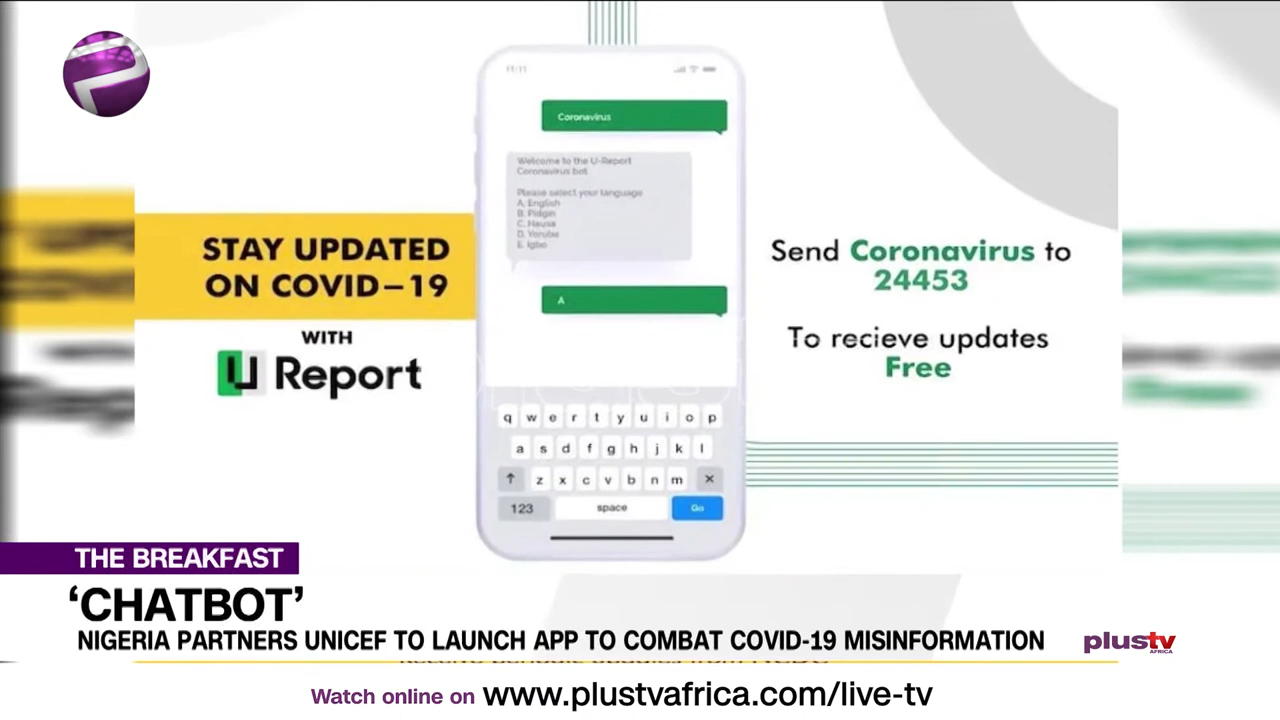 11:11
Coronavirus
Welcome to the U-Report
Coronavirus bot
Please select your language
A. English
B. Pidgin
C. Hausa
D. Yoruba
E. Igbo
A
STAY UPDATED
ON COVID–19
WITH
U Report
Send Coronavirus to
24453
To recieve updates
Free
q w e r t y u i o p
a s d f g h j k l
z x c v b n m
123 space Go
THE BREAKFAST
‘CHATBOT’
NIGERIA PARTNERS UNICEF TO LAUNCH APP TO COMBAT COVID-19 MISINFORMATION
plustv
AFRICA
Watch online on www.plustvafrica.com/live-tv